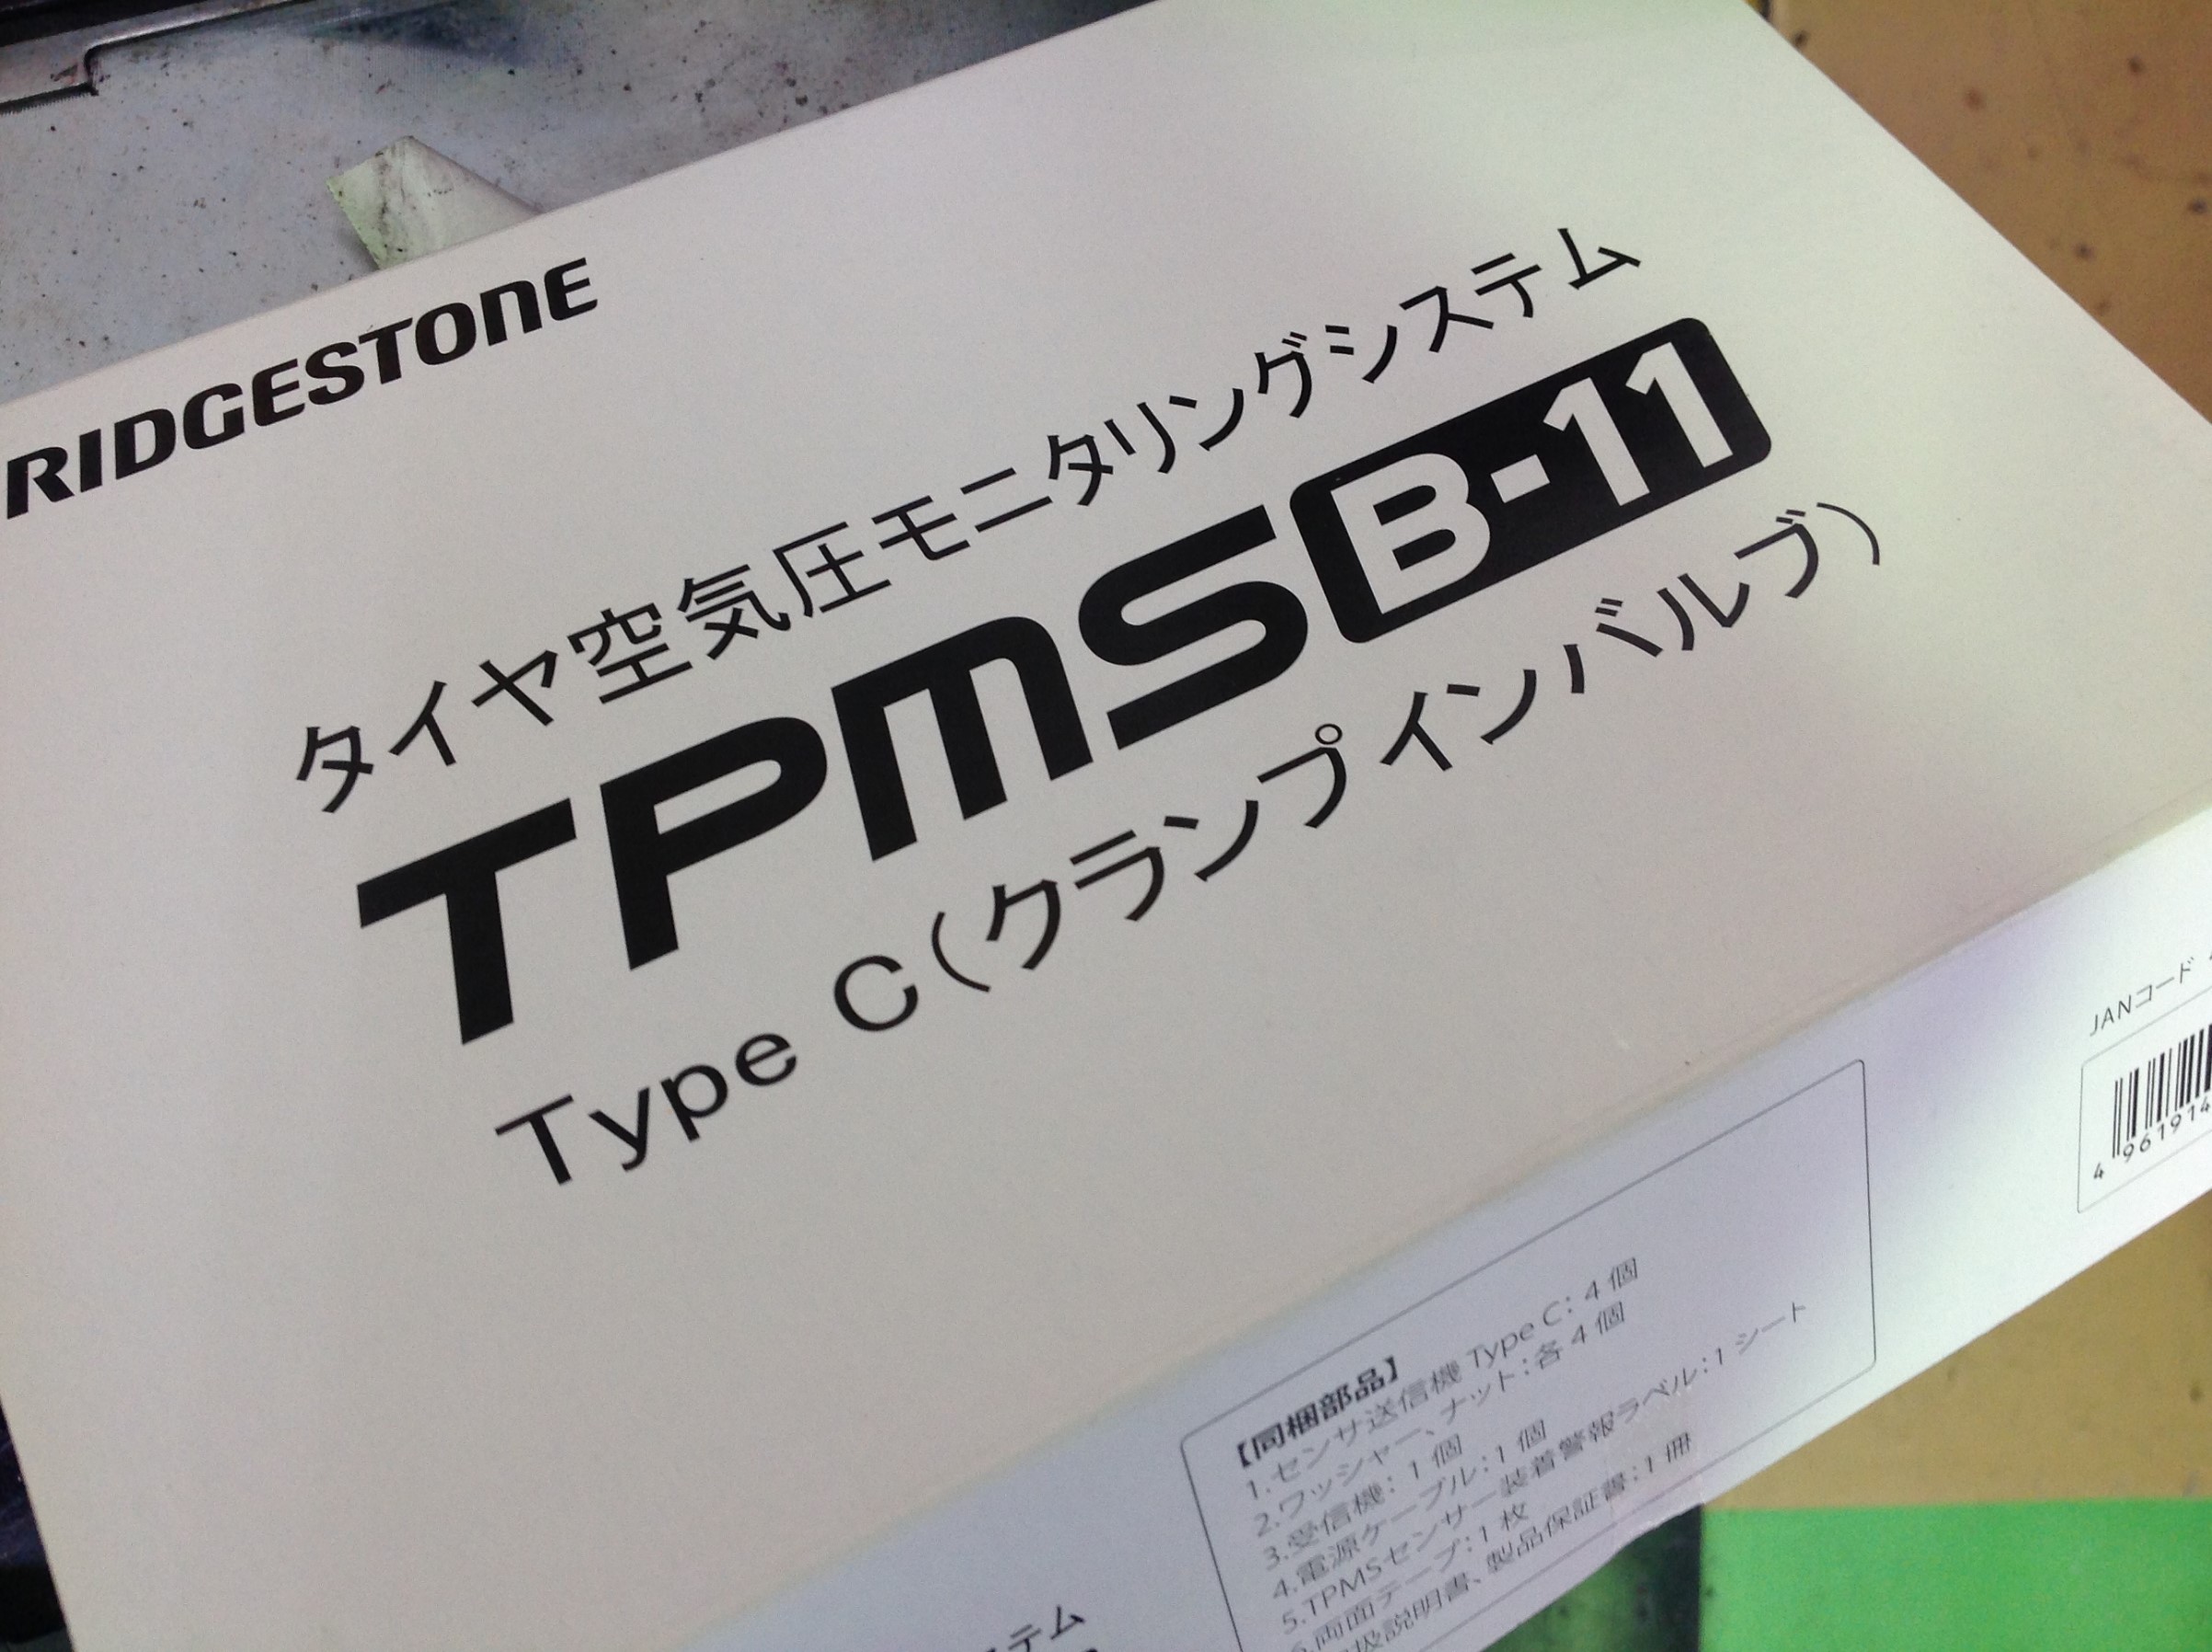 RIDGESTONE
タイヤ空気圧モニタリングシステム
TPMS B-11
Type C(クランプインバルブ)
JANコード
4 961914
【同梱部品】
1.センサ送信機 Type C：4 個
2.ワッシャー、ナット：各 4 個
3.受信機：1 個
4.電源ケーブル：1 個
5.TPMSセンサー装着警報ラベル：1 シート
6.両面テープ：1 枚
扱説明書、製品保証書：1 冊
テム